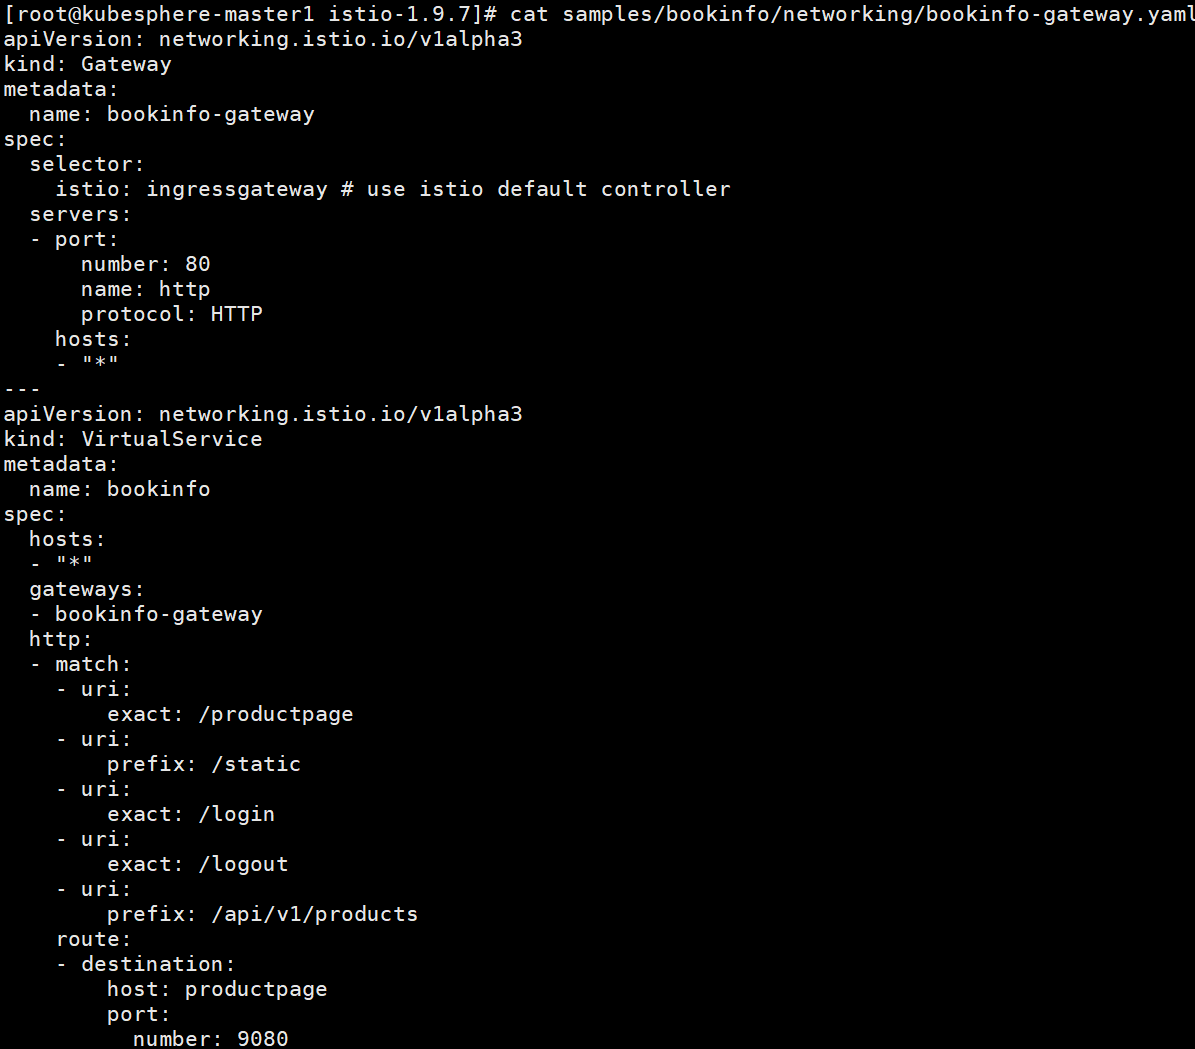 [root@kubesphere-master1 istio-1.9.7]# cat samples/bookinfo/networking/bookinfo-gateway.yaml
apiVersion: networking.istio.io/v1alpha3
kind: Gateway
metadata:
  name: bookinfo-gateway
spec:
  selector:
    istio: ingressgateway # use istio default controller
  servers:
  - port:
      number: 80
      name: http
      protocol: HTTP
    hosts:
    - "*"
---
apiVersion: networking.istio.io/v1alpha3
kind: VirtualService
metadata:
  name: bookinfo
spec:
  hosts:
  - "*"
  gateways:
  - bookinfo-gateway
  http:
  - match:
    - uri:
        exact: /productpage
    - uri:
        prefix: /static
    - uri:
        exact: /login
    - uri:
        exact: /logout
    - uri:
        prefix: /api/v1/products
    route:
    - destination:
        host: productpage
        port:
          number: 9080